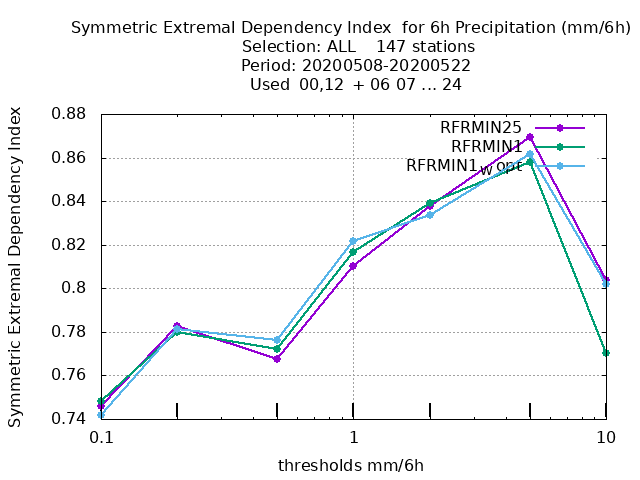 Symmetric Extremal Dependency Index for 6h Precipitation (mm/6h)
Selection: ALL 147 stations
Period: 20200508-20200522
Used 00,12 + 06 07 ... 24
Symmetric Extremal Dependency Index
0.88
0.86
0.84
0.82
0.8
0.78
0.76
0.74
RFRMIN25
RFRMIN1
RFRMIN1w opt
0.1
1
10
thresholds mm/6h